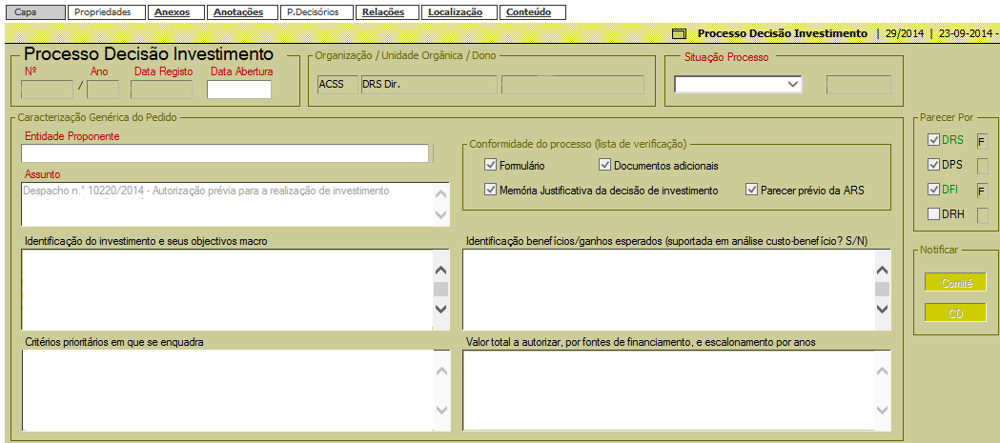 Capa Propriedades Anexos Anotações P.Decisórios Relações Localização Conteúdo
Processo Decisão Investimento | 29/2014 | 23-09-2014 -
Processo Decisão Investimento
Nº Ano Data Registo Data Abertura
/
Organização / Unidade Orgânica / Dono
ACSS DRS Dir.
Situação Processo
Caracterização Genérica do Pedido
Entidade Proponente
Assunto
Despacho n.° 10220/2014 - Autorização prévia para a realização de investimento
Conformidade do processo (lista de verificação)
Formulário Documentos adicionais
Memória Justificativa da decisão de investimento Parecer prévio da ARS
Identificação do investimento e seus objectivos macro
Identificação benefícios/ganhos esperados (suportada em análise custo-benefício? S/N)
Critérios prioritários em que se enquadra
Valor total a autorizar, por fontes de financiamento, e escalonamento por anos
Parecer Por
DRS F
DPS
DFI F
DRH
Notificar
Comité
CD